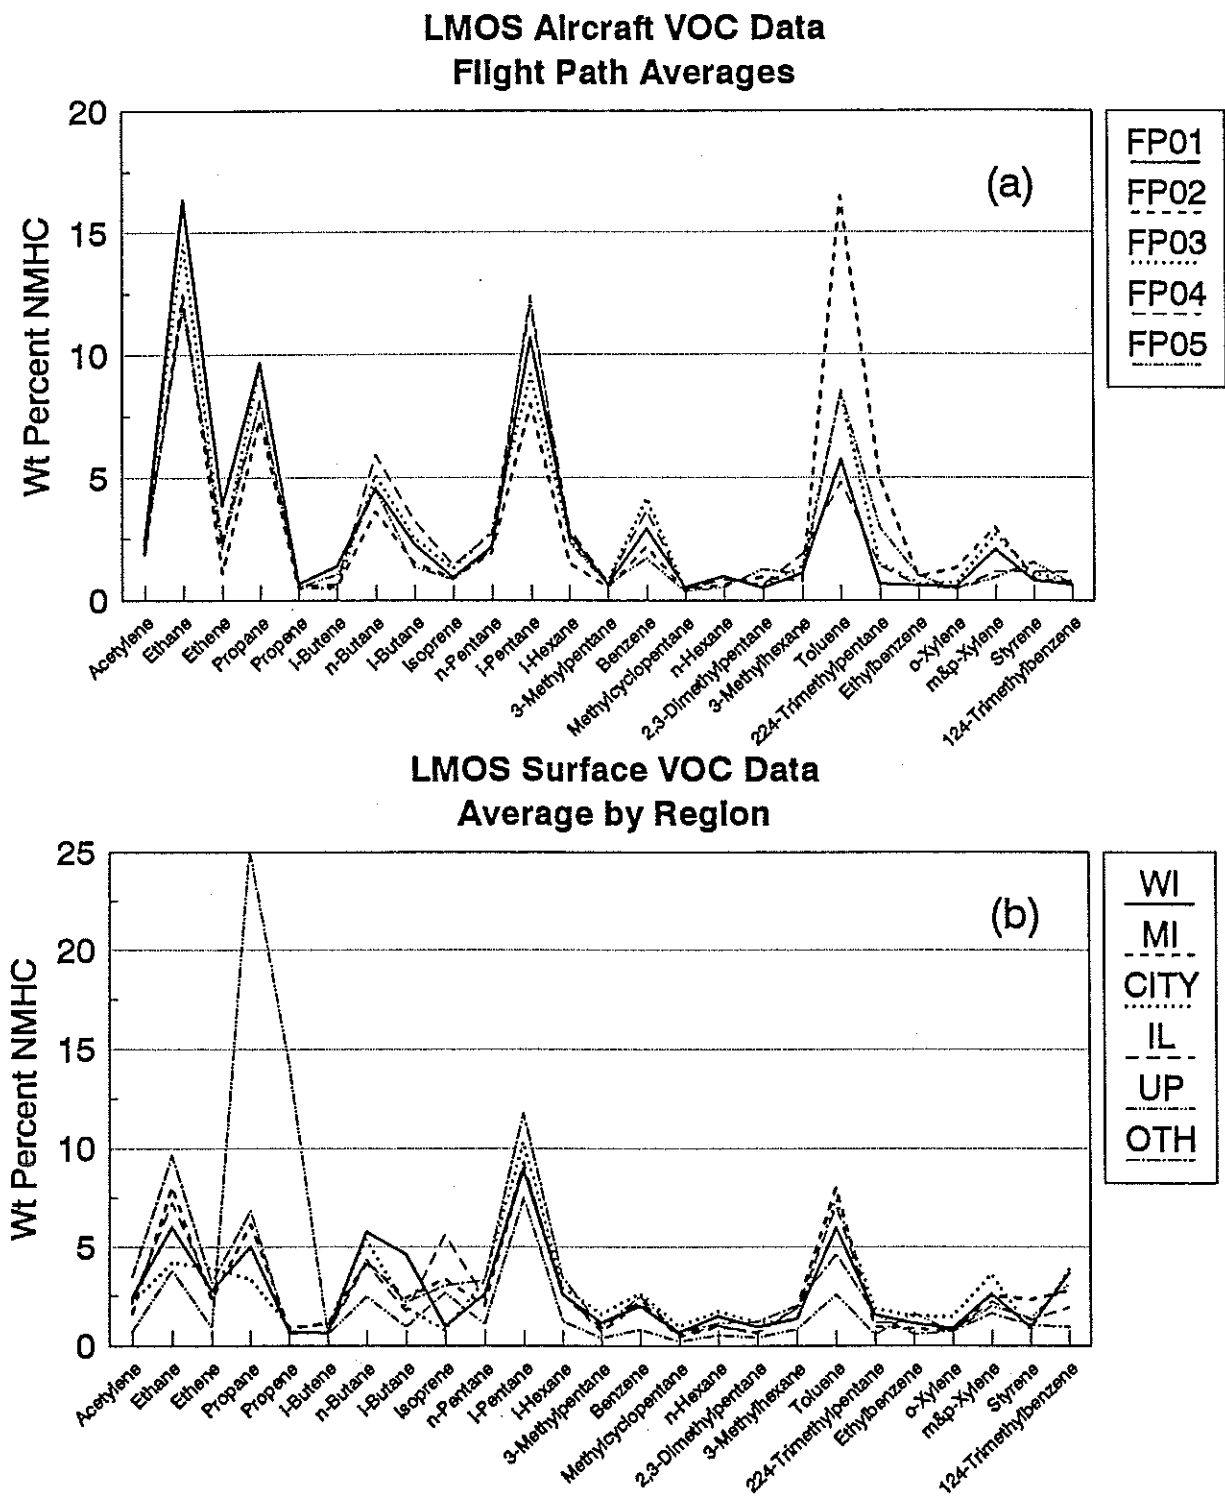 LMOS Aircraft VOC Data
Flight Path Averages
20
15
10
5
0
Wt Percent NMHC
(a)
FP01
FP02
FP03
FP04
FP05
Acetylene
Ethane
Ethene
Propane
Propene
i-Butene
n-Butane
i-Butane
Isoprene
n-Pentane
i-Pentane
i-Hexane
3-Methylpentane
Benzene
Methylcyclopentane
n-Hexane
2,3-Dimethylpentane
3-Methylhexane
Toluene
224-Trimethylpentane
Ethylbenzene
o-Xylene
m&p-Xylene
Styrene
124-Trimethylbenzene
LMOS Surface VOC Data
Average by Region
25
20
15
10
5
0
Wt Percent NMHC
(b)
WI
MI
CITY
IL
UP
OTH
Acetylene
Ethane
Ethene
Propane
Propene
i-Butene
n-Butane
i-Butane
Isoprene
n-Pentane
i-Pentane
i-Hexane
3-Methylpentane
Benzene
Methylcyclopentane
n-Hexane
2,3-Dimethylpentane
3-Methylhexane
Toluene
224-Trimethylpentane
Ethylbenzene
o-Xylene
m&p-Xylene
Styrene
124-Trimethylbenzene